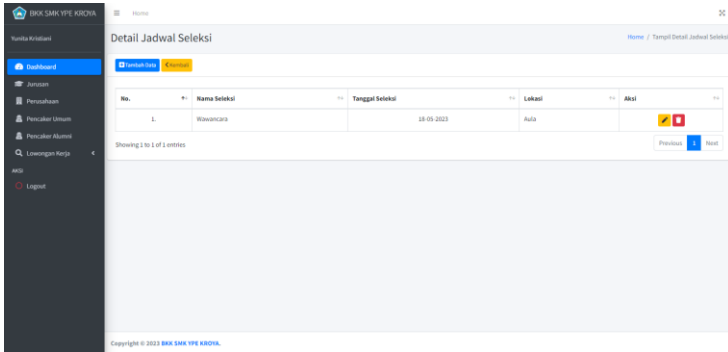 BKK SMK YPE KROYA
Home
Yunita Kristiani
Detail Jadwal Seleksi
Home / Tampil Detail Jadwal Seleksi
Dashboard
Tambah Data
Kembali
Jurusan
Perusahaan
Pencaker Umum
Pencaker Alumni
Lowongan Kerja
AKSI
Logout
No. Nama Seleksi Tanggal Seleksi Lokasi Aksi
1. Wawancara 18-05-2023 Aula
Showing 1 to 1 of 1 entries
Previous 1 Next
Copyright © 2023 BKK SMK YPE KROYA.